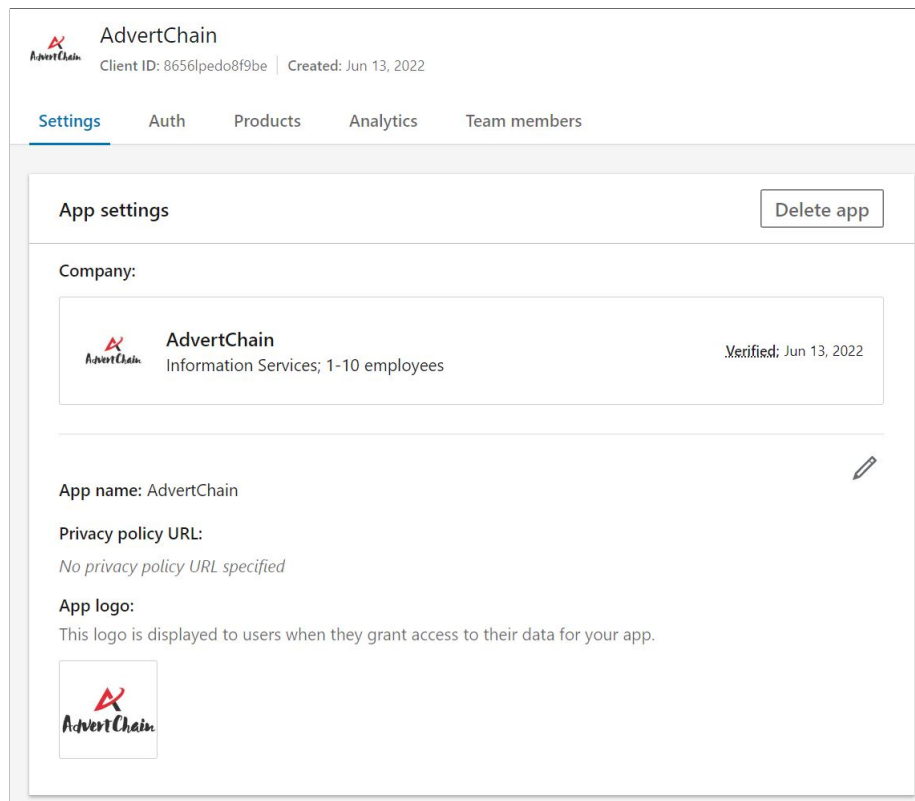 AdvertChain
AdvertChain
Client ID: 8656lpedo8f9be Created: Jun 13, 2022
Settings Auth Products Analytics Team members
App settings Delete app
Company:
AdvertChain
AdvertChain
Information Services; 1-10 employees
Verified: Jun 13, 2022
App name: AdvertChain
Privacy policy URL:
No privacy policy URL specified
App logo:
This logo is displayed to users when they grant access to their data for your app.
AdvertChain